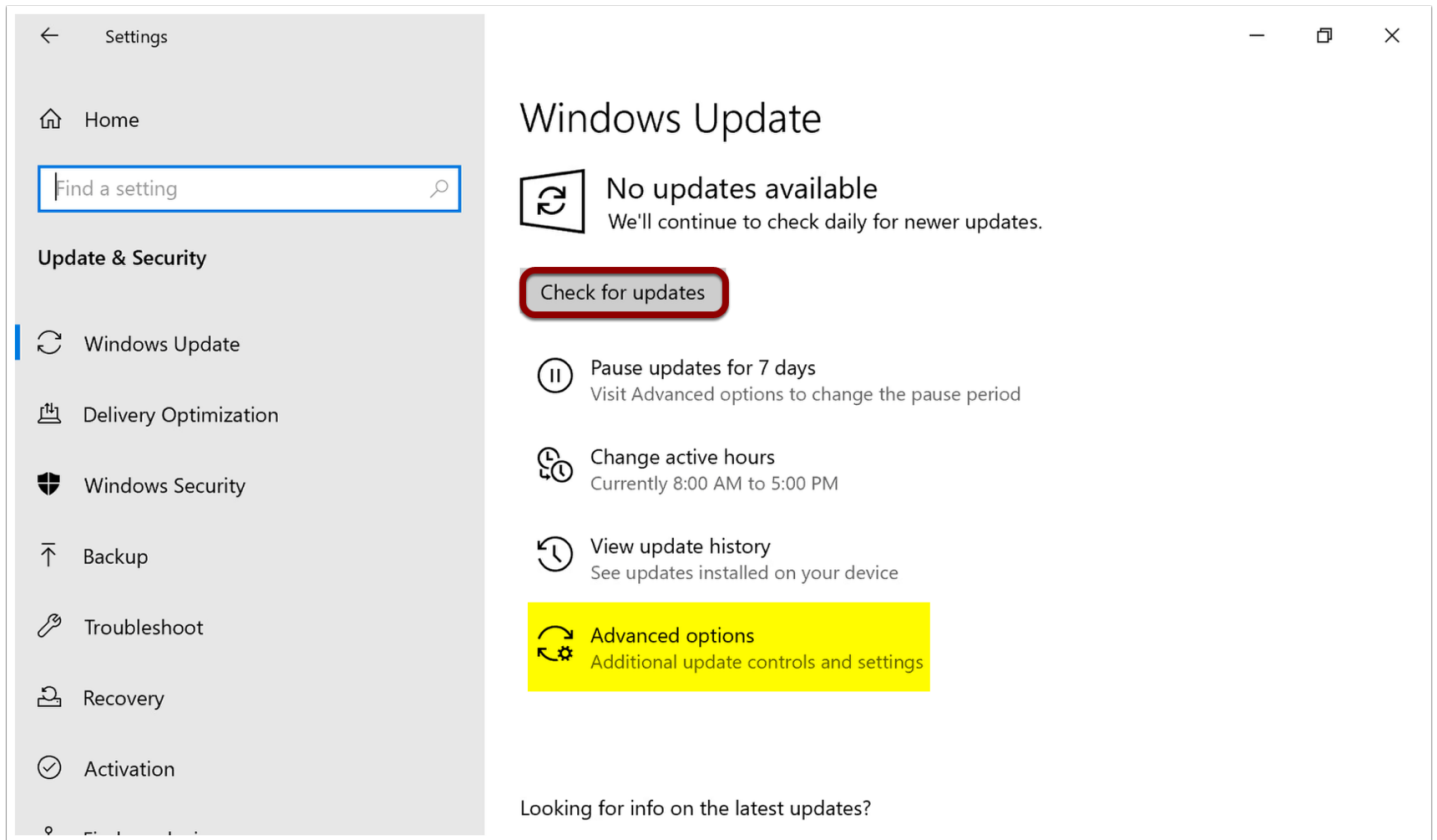 Settings
Home
Find a setting
Update & Security
Windows Update
Delivery Optimization
Windows Security
Backup
Troubleshoot
Recovery
Activation
Windows Update
No updates available
We'll continue to check daily for newer updates.
Check for updates
Pause updates for 7 days
Visit Advanced options to change the pause period
Change active hours
Currently 8:00 AM to 5:00 PM
View update history
See updates installed on your device
Advanced options
Additional update controls and settings
Looking for info on the latest updates?